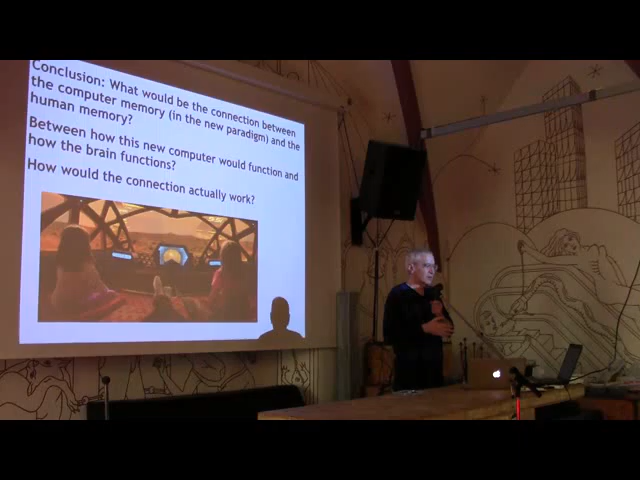 Conclusion: What would be the connection between
the computer memory (in the new paradigm) and the
human memory?
Between how this new computer would function and
how the brain functions?
How would the connection actually work?